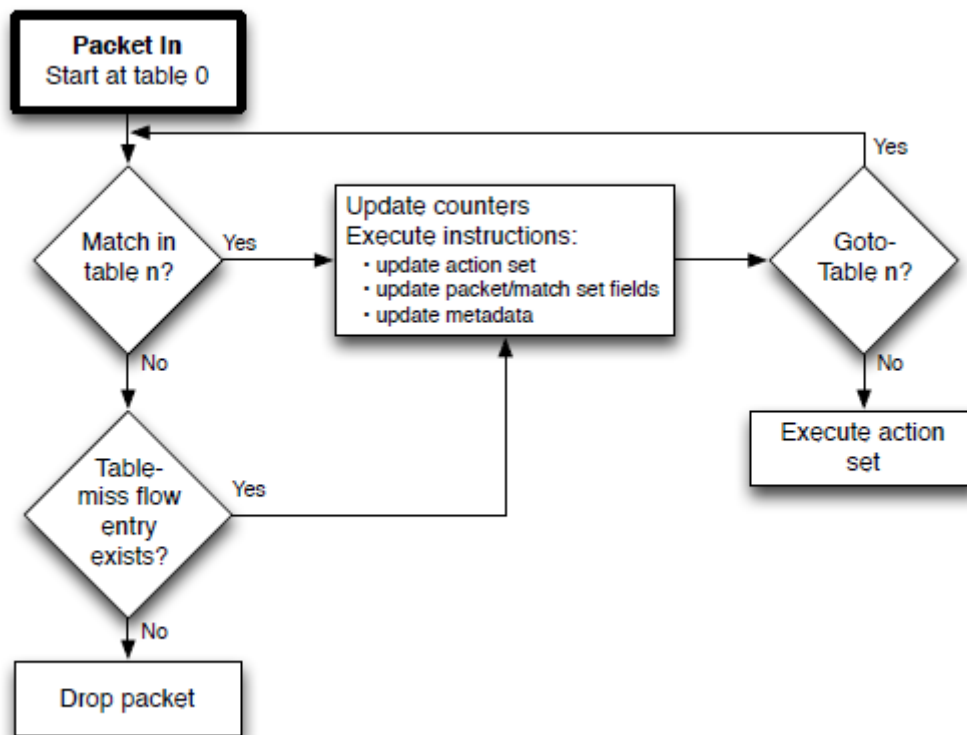 Packet In
Start at table 0
Yes
Match in
table n?
Yes
Update counters
Execute instructions:
• update action set
• update packet/match set fields
• update metadata
Goto-
Table n?
No
No
Execute action
set
Table-
miss flow
entry
exists?
Yes
No
Drop packet